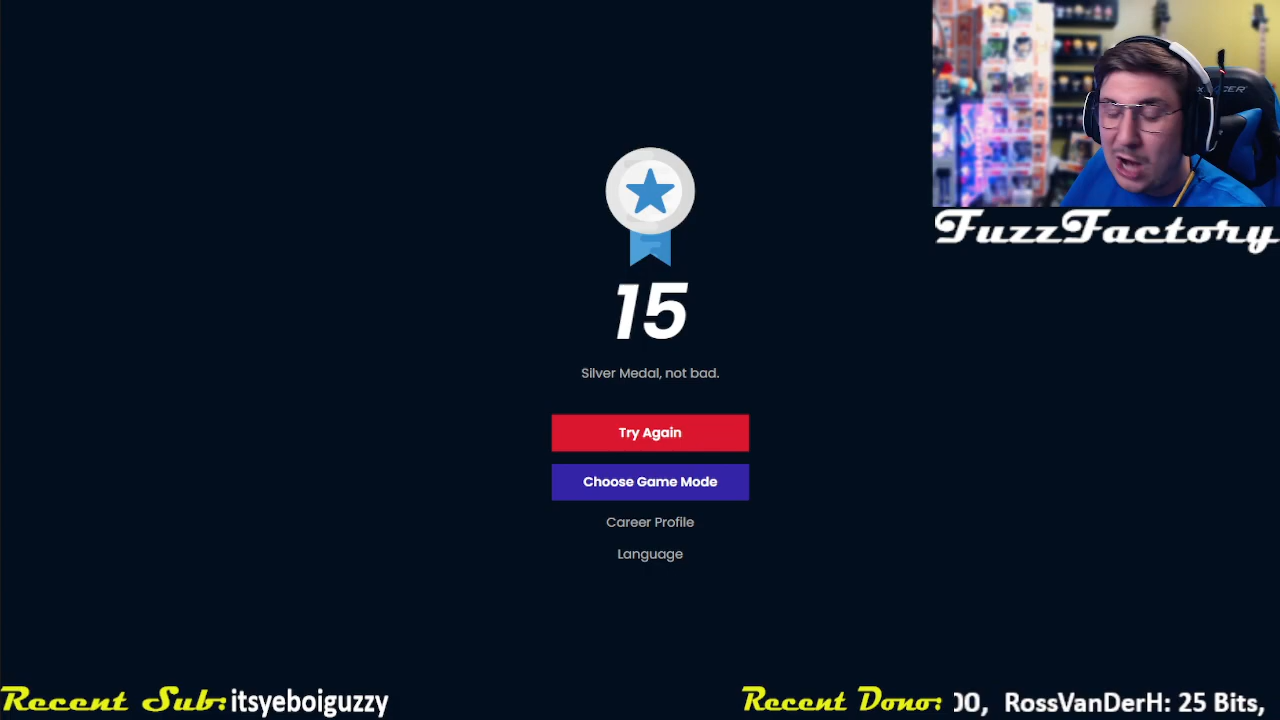 FuzzFactory
15
Silver Medal, not bad.
Try Again
Choose Game Mode
Career Profile
Language
Recent Sub: itsyeboiguzzy
Recent Dono: 00, RossVanDerH: 25 Bits,